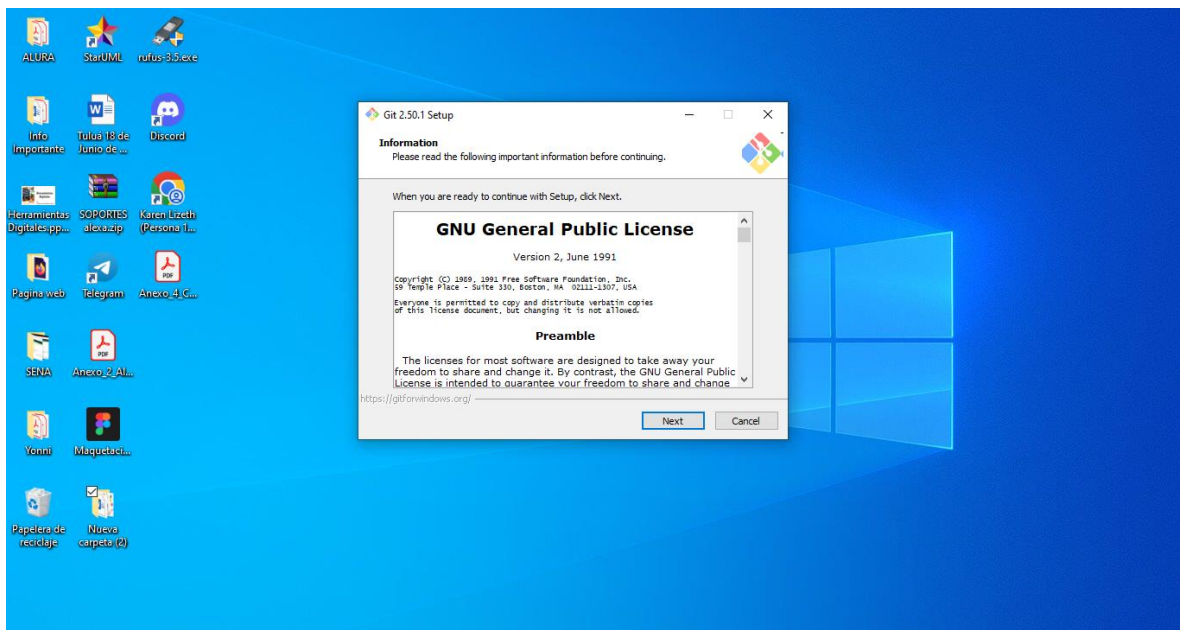 ALURA
StarUML
rufus-3.5.exe
Info
Importante
Tulua 18 de
Junio de ...
Discord
Herramientas
Digitales.pp...
SOPORTES
alexa.zip
Karen Lizeth
(Persona 1...
Pagina web
Telegram
Anexo_4_C...
SENA
Anexo_2_Al...
Yonni
Maquetaci...
Papelera de
reciclaje
Nueva
carpeta (2)
Git 2.50.1 Setup
Information
Please read the following important information before continuing.
When you are ready to continue with Setup, click Next.
GNU General Public License
Version 2, June 1991
Copyright (C) 1989, 1991 Free Software Foundation, Inc.
59 Temple Place - Suite 330, Boston, MA  02111-1307, USA
Everyone is permitted to copy and distribute verbatim copies
of this license document, but changing it is not allowed.
Preamble
The licenses for most software are designed to take away your
freedom to share and change it. By contrast, the GNU General Public
License is intended to guarantee your freedom to share and change
https://gitforwindows.org/
Next
Cancel